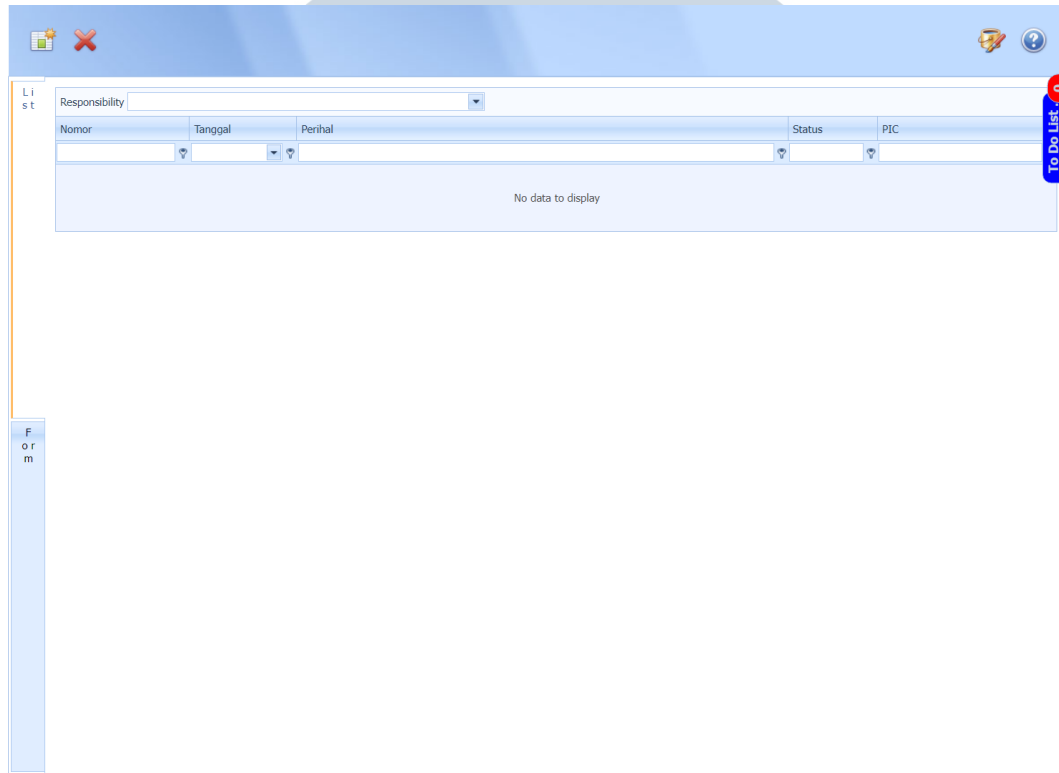 Li
st
Responsibility
Nomor Tanggal Perihal Status PIC
No data to display
To Do List
F
or
m